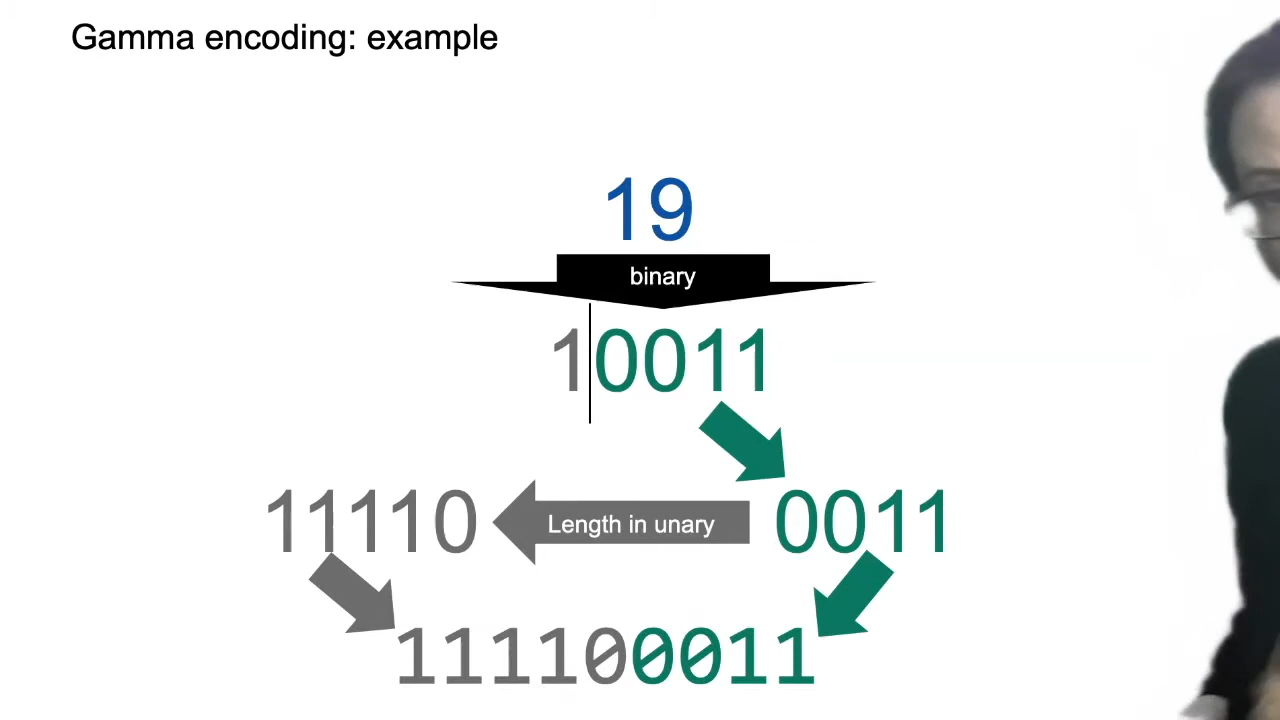 Gamma encoding: example
19
binary
10011
11110 Length in unary 0011
111100011